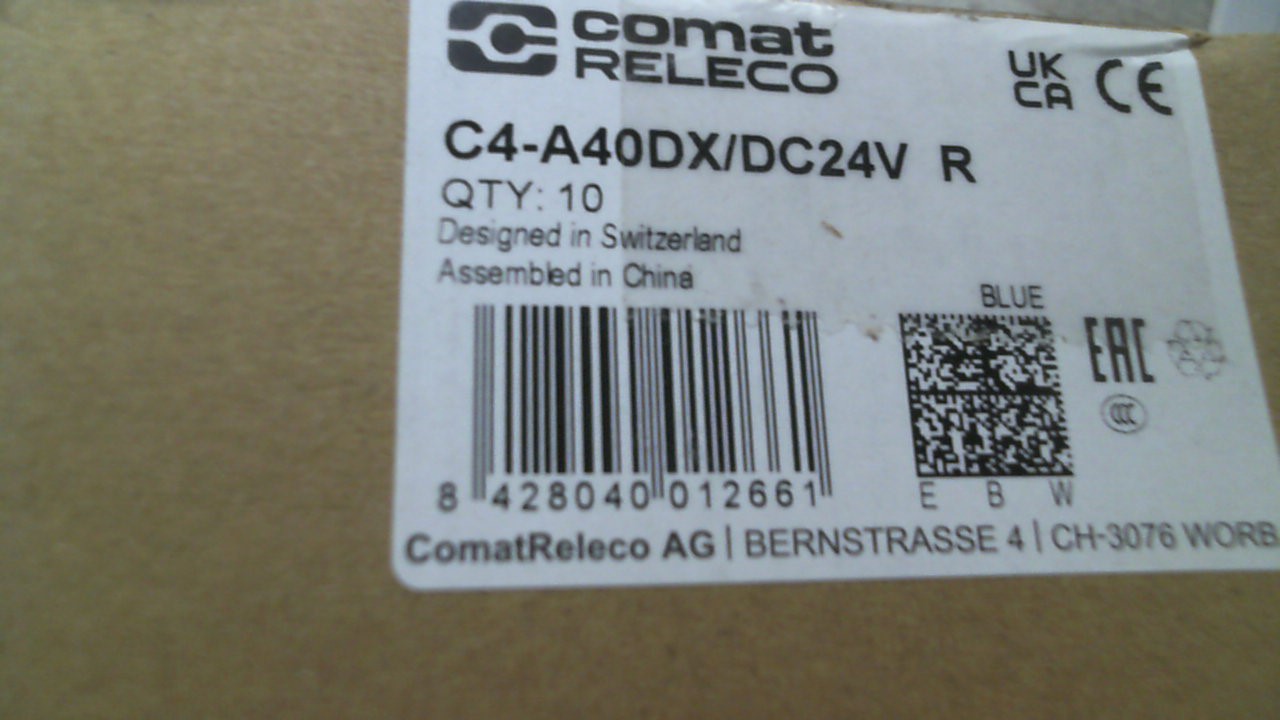 comat
RELECO
UK
CA CE
C4-A40DX/DC24V R
QTY: 10
Designed in Switzerland
Assembled in China
BLUE
EAC
CCC
8 428040 012661
E B W
ComatReleco AG | BERNSTRASSE 4 | CH-3076 WORB